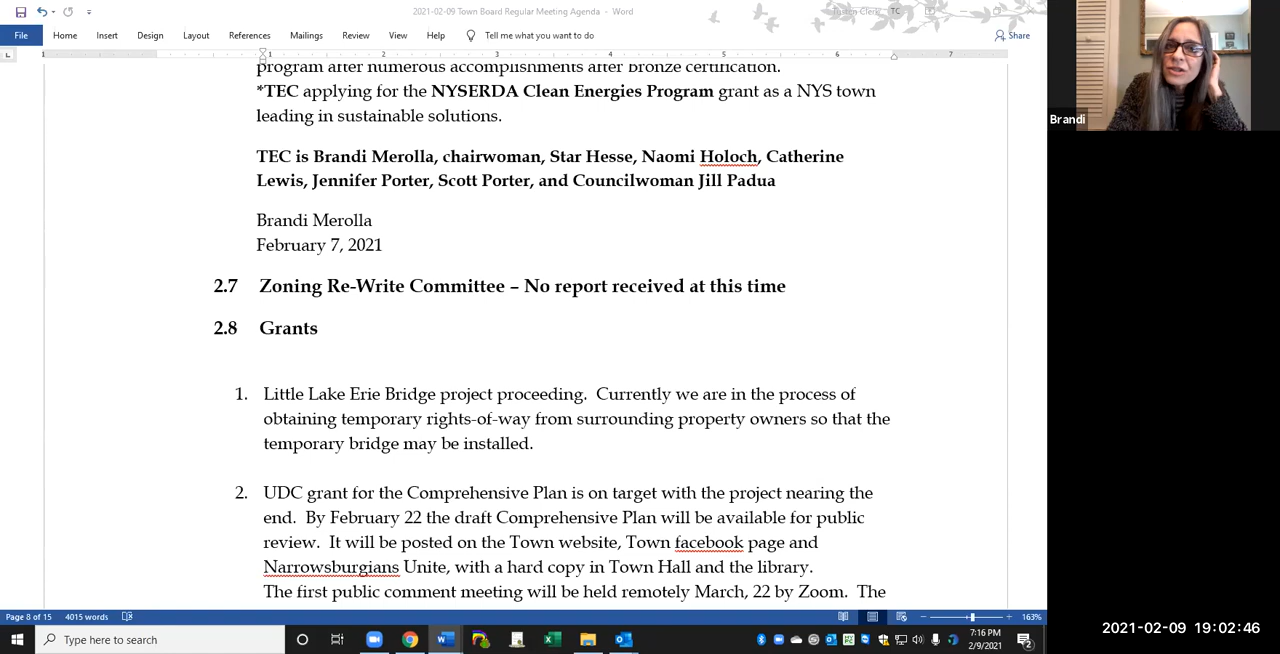 2021-02-09 Town Board Regular Meeting Agenda - Word
TC
File Home Insert Design Layout References Mailings Review View Help Tell me what you want to do Share
1 1 2 3 4 5 6 7
program after numerous accomplishments after bronze certification.
*TEC applying for the NYSERDA Clean Energies Program grant as a NYS town
leading in sustainable solutions.
TEC is Brandi Merolla, chairwoman, Star Hesse, Naomi Holoch, Catherine
Lewis, Jennifer Porter, Scott Porter, and Councilwoman Jill Padua
Brandi Merolla
February 7, 2021
2.7 Zoning Re-Write Committee – No report received at this time
2.8 Grants
1. Little Lake Erie Bridge project proceeding. Currently we are in the process of
obtaining temporary rights-of-way from surrounding property owners so that the
temporary bridge may be installed.
2. UDC grant for the Comprehensive Plan is on target with the project nearing the
end. By February 22 the draft Comprehensive Plan will be available for public
review. It will be posted on the Town website, Town facebook page and
Narrowsburgians Unite, with a hard copy in Town Hall and the library.
The first public comment meeting will be held remotely March, 22 by Zoom. The
Page 8 of 15 4015 words 163%
Type here to search
7:16 PM
2/9/2021
2
Brandi
2021-02-09 19:02:46